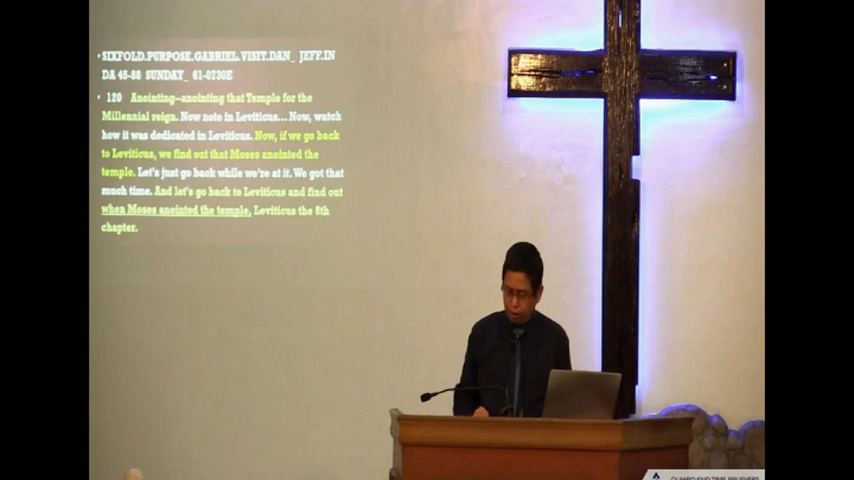 • SIXFOLD.PURPOSE.GABRIEL.VISIT.DAN_ JEFF.IN
DA 45-88 SUNDAY_ 61-0730E
• 120 Anointing--anointing that Temple for the
Millennial reign. Now note in Leviticus... Now, watch
how it was dedicated in Leviticus. Now, if we go back
to Leviticus, we find out that Moses anointed the
temple. Let's just go back while we're at it. We got that
much time. And let's go back to Leviticus and find out
when Moses anointed the temple, Leviticus the 8th
chapter.
END TIME BELIEVERS